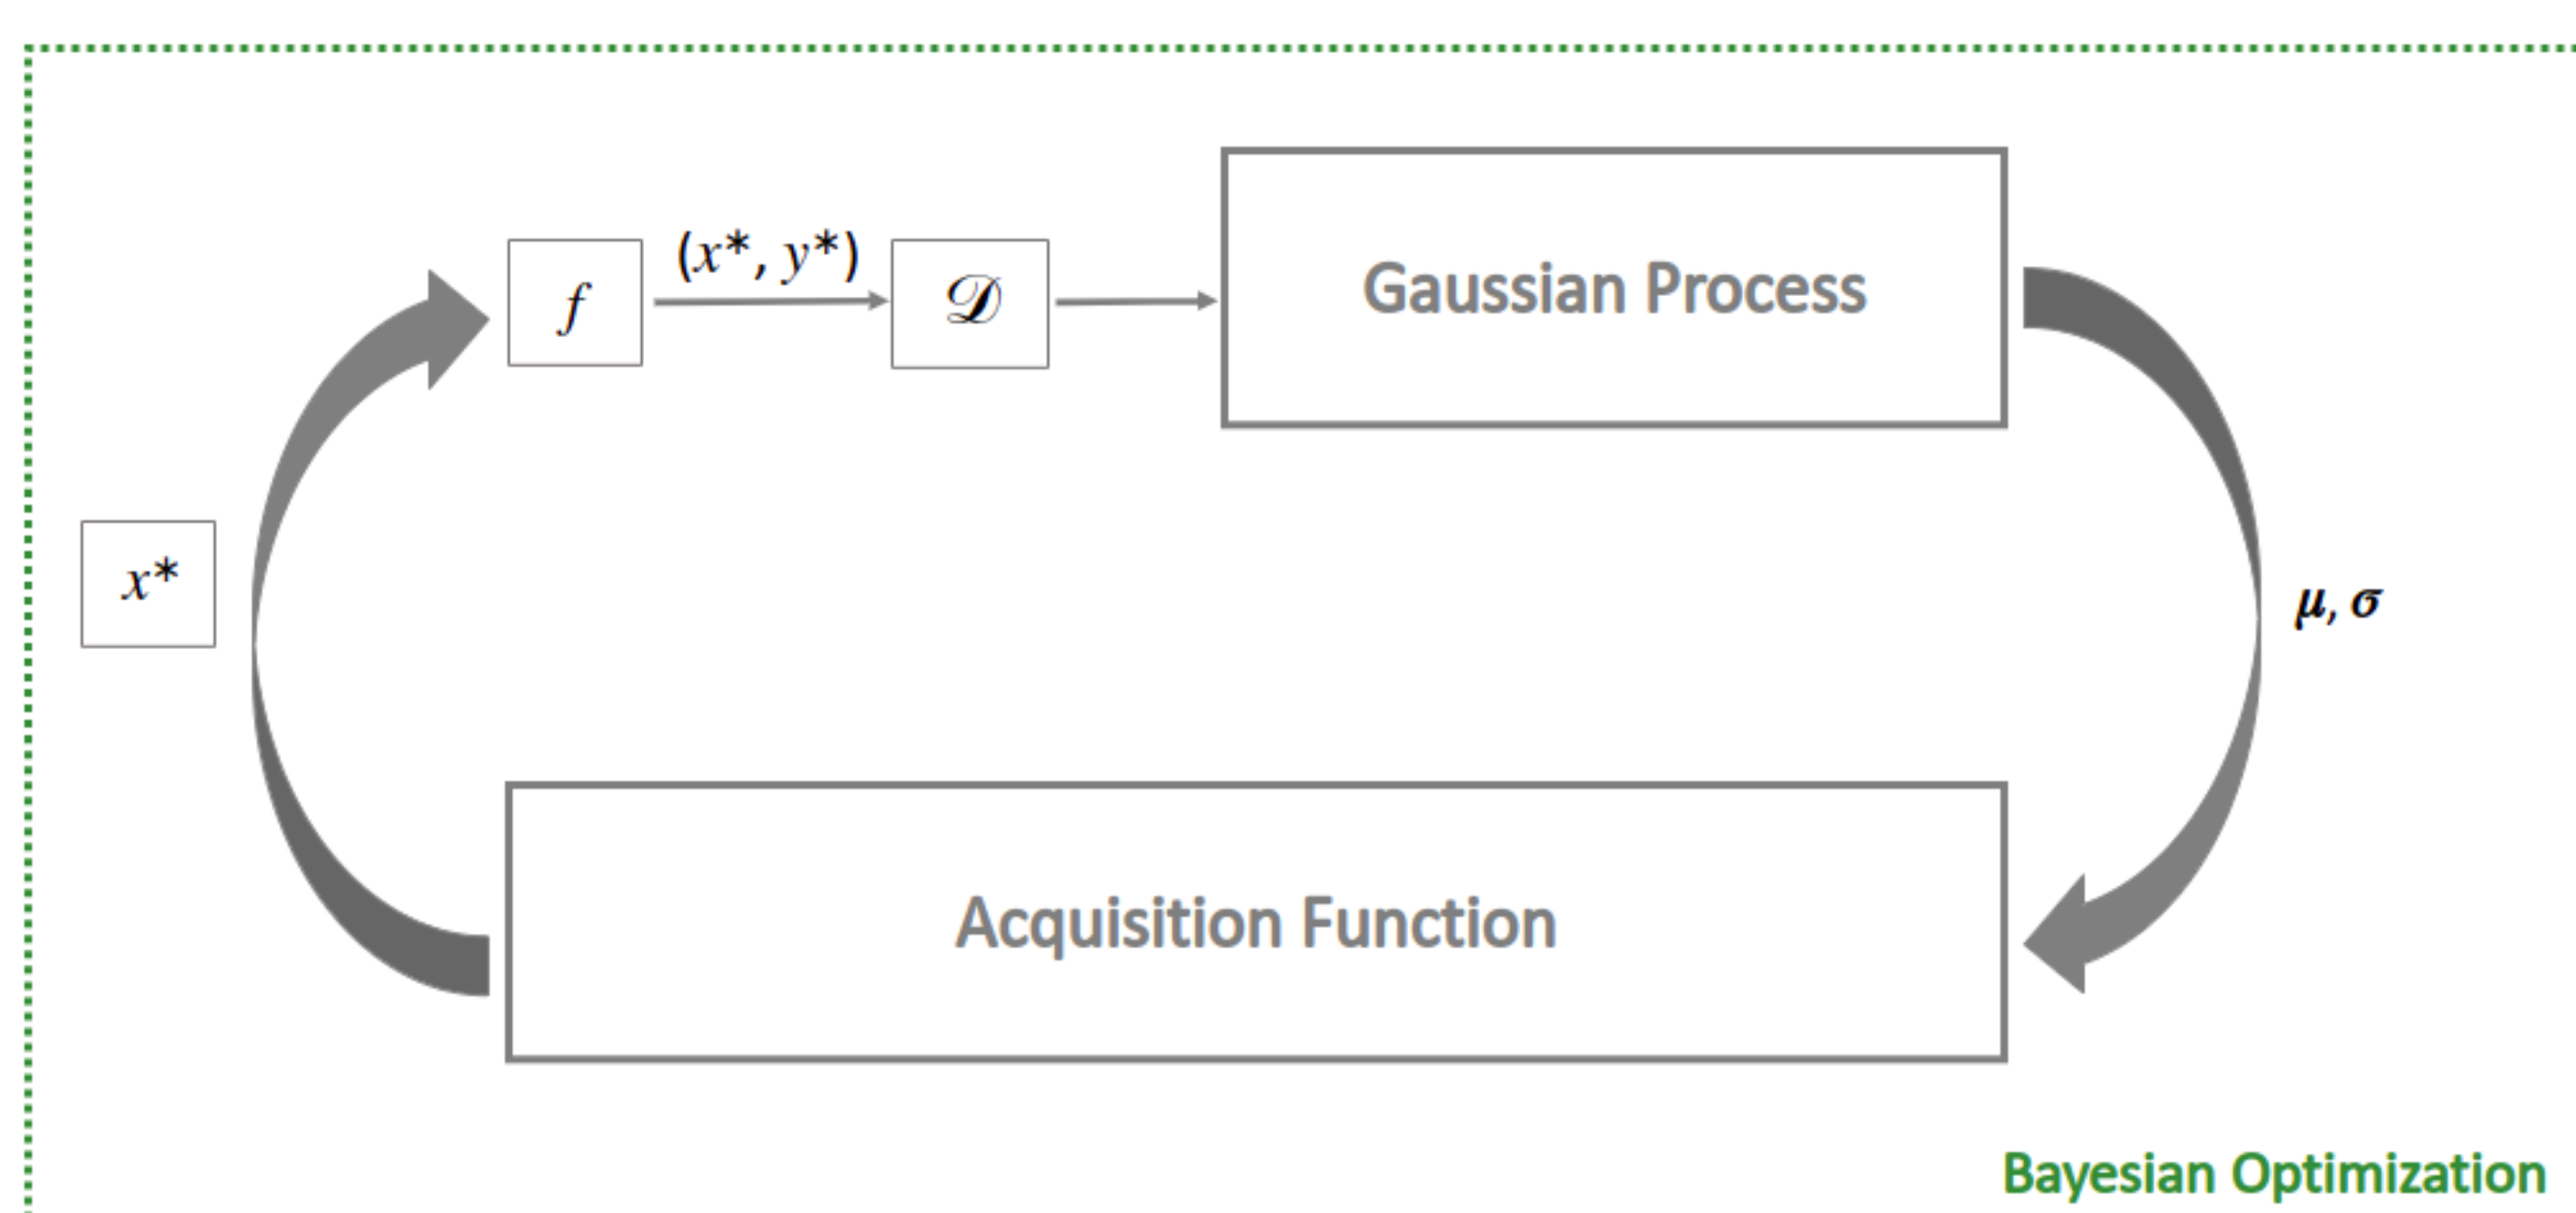 (x*, y*)
f
𝒟
Gaussian Process
x*
μ, σ
Acquisition Function
Bayesian Optimization